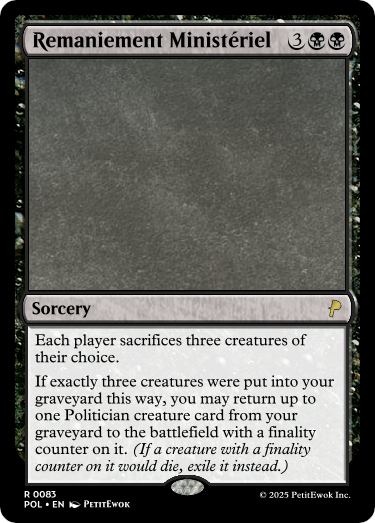 Remaniement Ministériel 3
Sorcery
Each player sacrifices three creatures of
their choice.
If exactly three creatures were put into your
graveyard this way, you may return up to
one Politician creature card from your
graveyard to the battlefield with a finality
counter on it. (If a creature with a finality
counter on it would die, exile it instead.)
R 0083
POL • EN PetitEwok
© 2025 PetitEwok Inc.